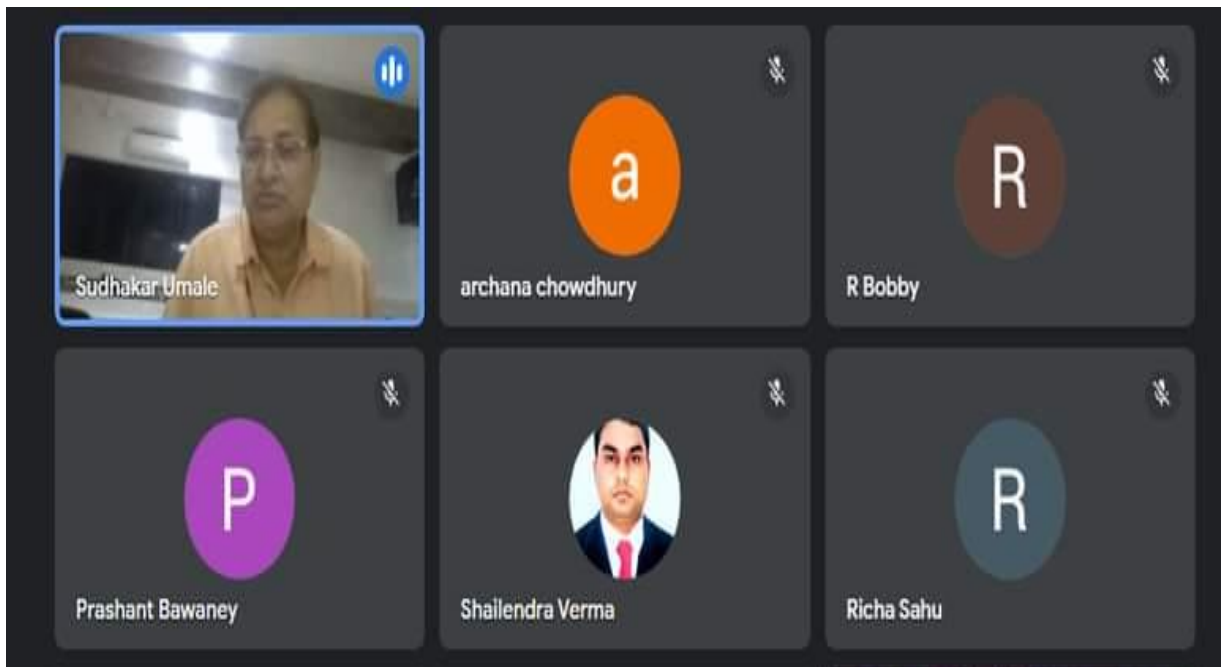 a
R
Sudhakar Umale
archana chowdhury
R Bobby
P
R
Prashant Bawaney
Shailendra Verma
Richa Sahu